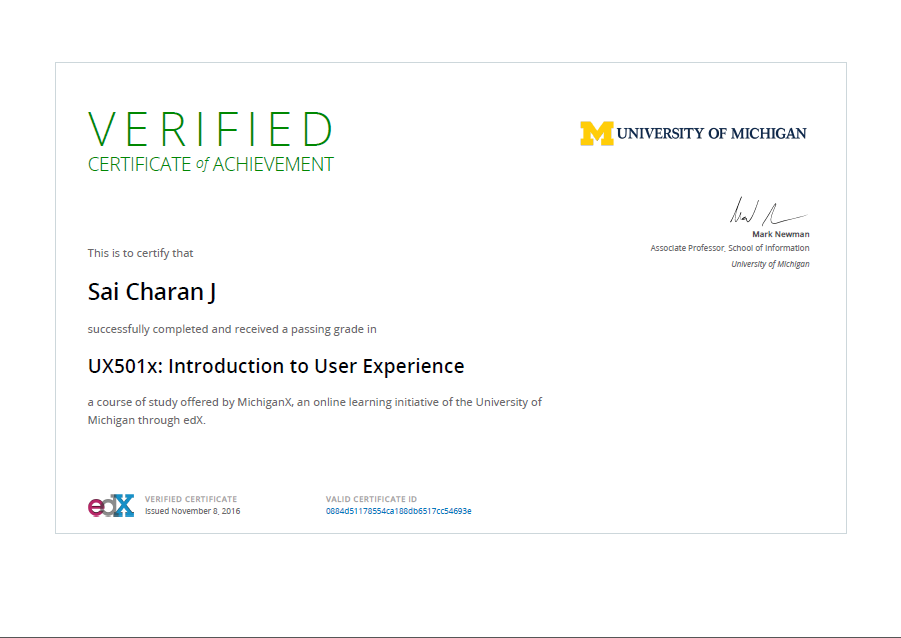 VERIFIED
CERTIFICATE of ACHIEVEMENT
M UNIVERSITY OF MICHIGAN
Mark Newman
Associate Professor, School of Information
University of Michigan
This is to certify that
Sai Charan J
successfully completed and received a passing grade in
UX501x: Introduction to User Experience
a course of study offered by MichiganX, an online learning initiative of the University of
Michigan through edX.
edX
VERIFIED CERTIFICATE
Issued November 8, 2016
VALID CERTIFICATE ID
0884d51178554ca188db6517cc54693e